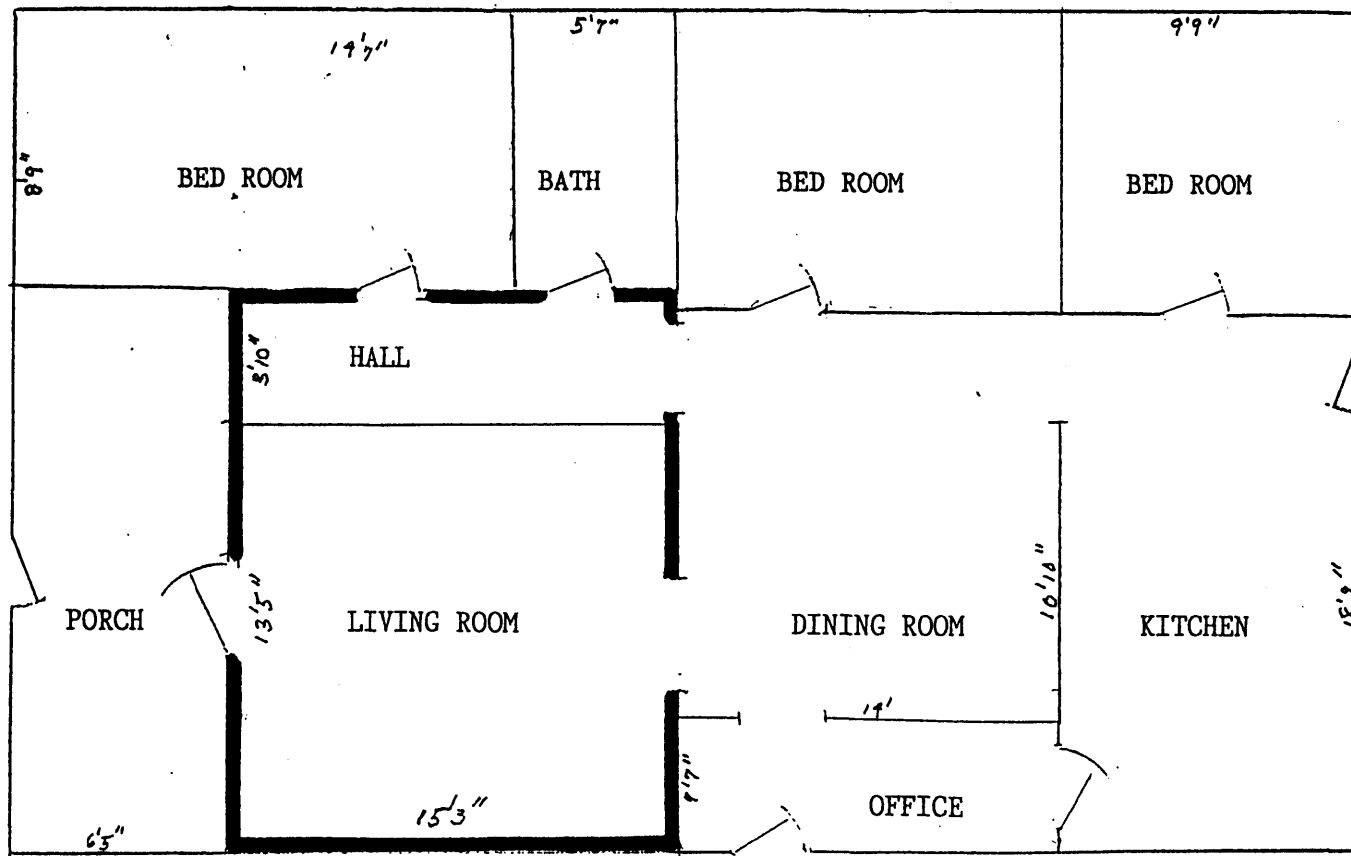 5'7"
9'9"
14'7"
8'9"
BED ROOM
BATH
BED ROOM
BED ROOM
HALL
3'10"
10'10"
13'5"
PORCH
LIVING ROOM
DINING ROOM
KITCHEN
14'
OFFICE
15'3"
6'5"